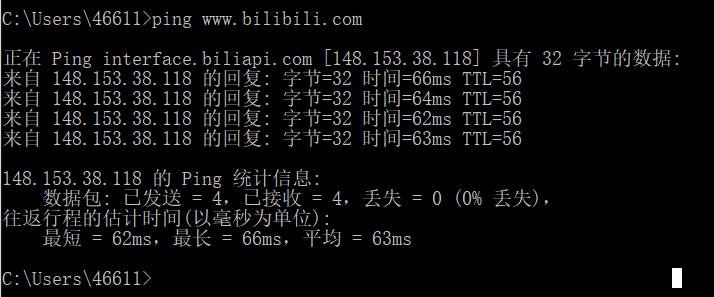 C:\Users\46611>ping www.bilibili.com
正在 Ping interface.biliapi.com [148.153.38.118] 具有 32 字节的数据:
来自 148.153.38.118 的回复: 字节=32 时间=66ms TTL=56
来自 148.153.38.118 的回复: 字节=32 时间=64ms TTL=56
来自 148.153.38.118 的回复: 字节=32 时间=62ms TTL=56
来自 148.153.38.118 的回复: 字节=32 时间=63ms TTL=56
148.153.38.118 的 Ping 统计信息:
数据包: 已发送 = 4，已接收 = 4，丢失 = 0 (0% 丢失)，
往返行程的估计时间(以毫秒为单位):
最短 = 62ms，最长 = 66ms，平均 = 63ms
C:\Users\46611>